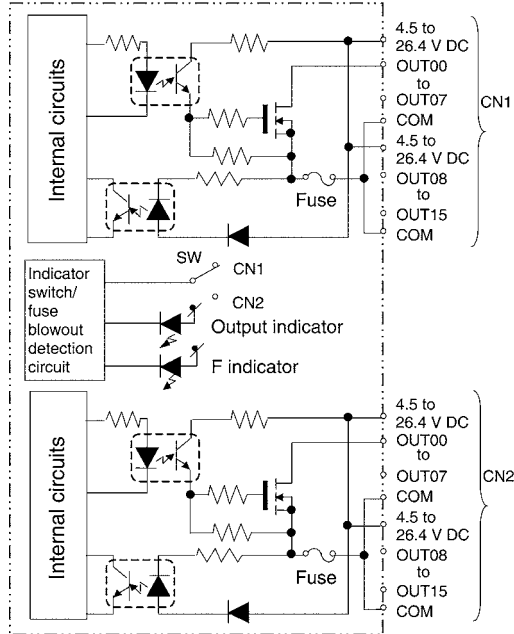 4.5 to
26.4 V DC
OUT00
to
OUT07
COM
4.5 to
26.4 V DC
OUT08
to
OUT15
COM
CN1
Internal circuits
Fuse
Indicator
switch/
fuse
blowout
detection
circuit
SW
CN1
CN2
Output indicator
F indicator
4.5 to
26.4 V DC
OUT00
to
OUT07
COM
4.5 to
26.4 V DC
OUT08
to
OUT15
COM
CN2
Internal circuits
Fuse